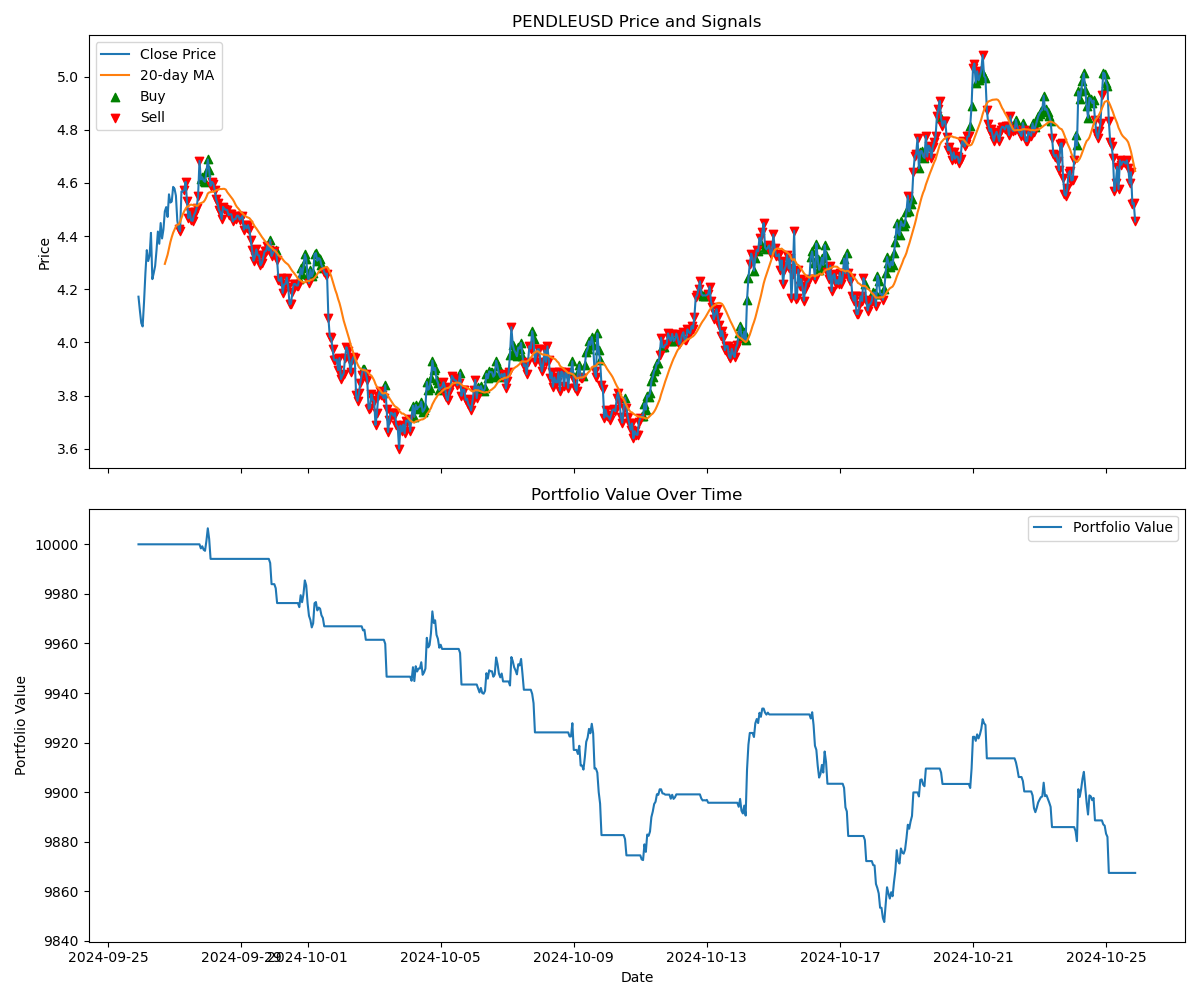 PENDLEUSD Price and Signals
Close Price
20-day MA
Buy
Sell
Price
5.0
4.8
4.6
4.4
4.2
4.0
3.8
3.6
Portfolio Value Over Time
Portfolio Value
Portfolio Value
10000
9980
9960
9940
9920
9900
9880
9860
9840
2024-09-25
2024-09-29
2024-10-01
2024-10-05
2024-10-09
2024-10-13
2024-10-17
2024-10-21
2024-10-25
Date